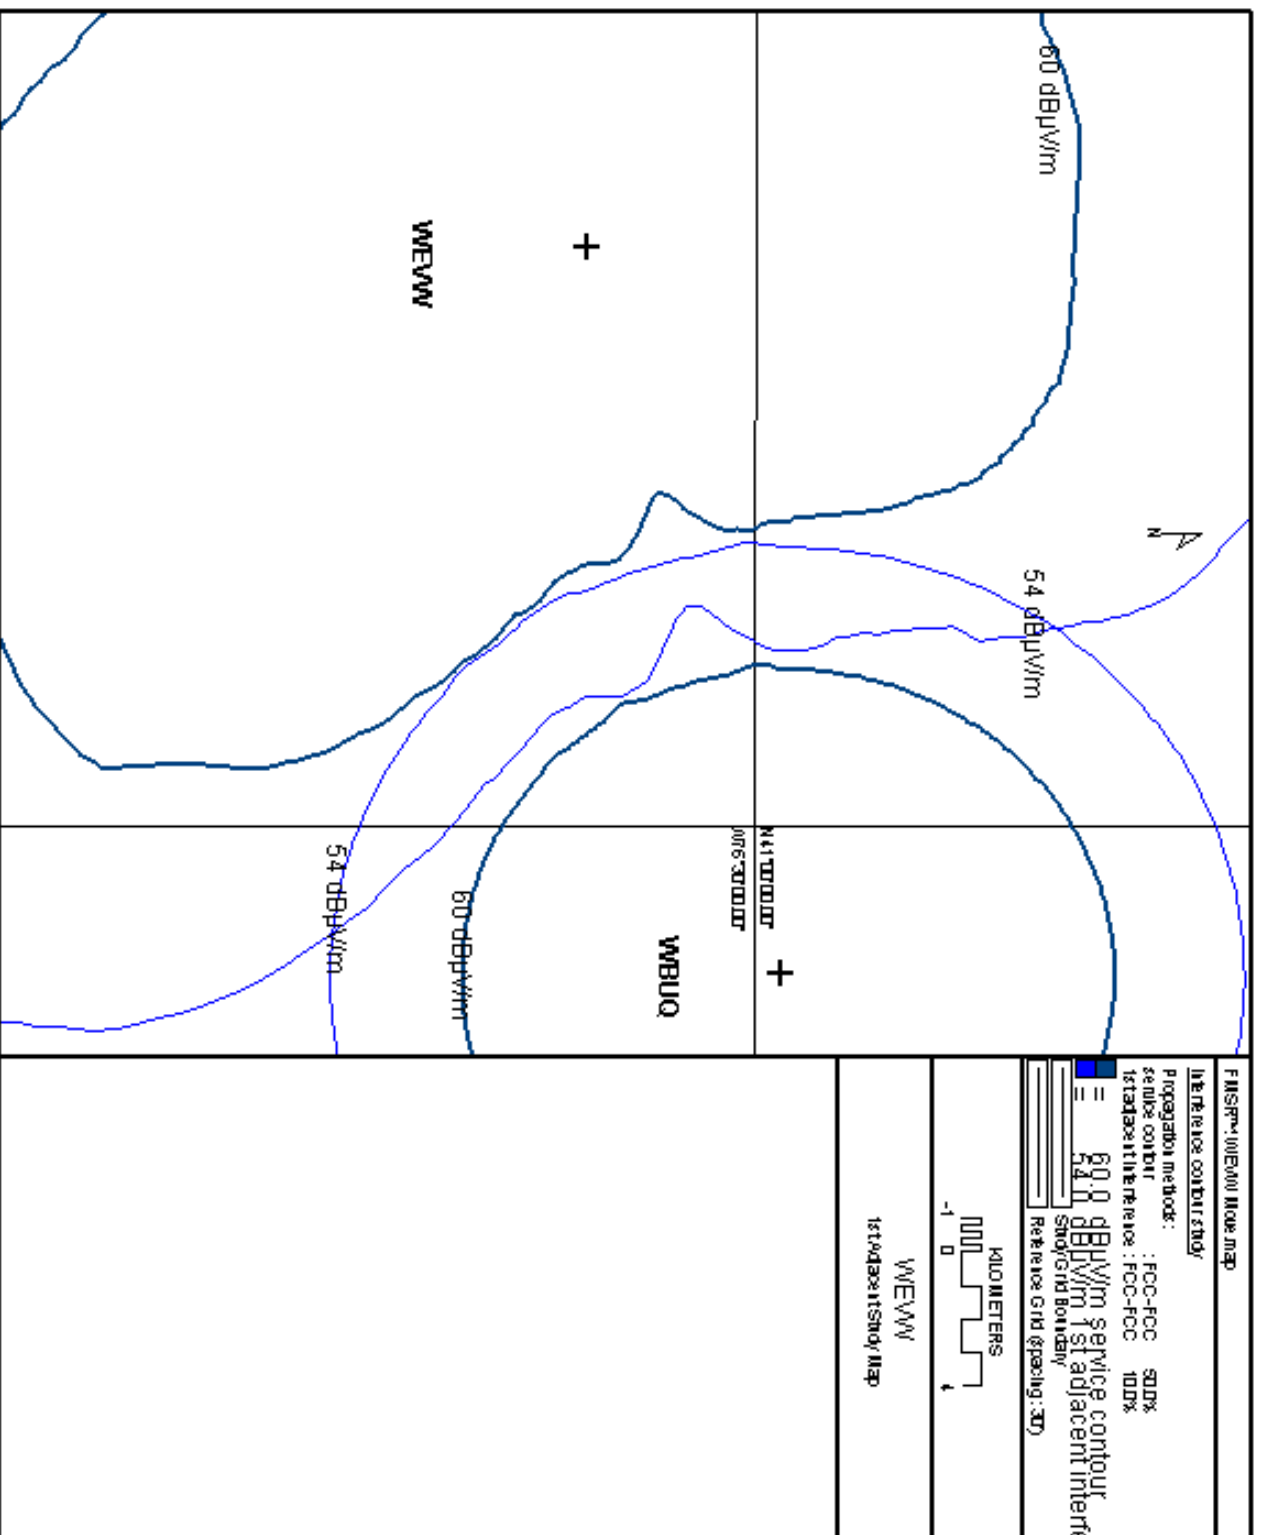 60 dBµV/m
WEVW
N
54 dBµV/m
54 dBµV/m
60 dBµV/m
WBUQ
Interference contour study
Propagation methods:
service contour : FCC-FCC 50.0%
1st adjacent interference : FCC-FCC 10.0%
= 60.0 dBµV/m service contour
= 54.0 dBµV/m 1st adjacent interfe
Study Grid Boundary
Reference Grid (spacing: 30')
KILOMETERS
-1 0 4
WEVW
1st Adjacent Study Map